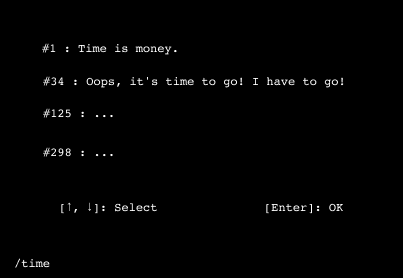 #1 : Time is money.
#34 : Oops, it's time to go! I have to go!
#125 : ...
#298 : ...
[↑, ↓]: Select [Enter]: OK
/time